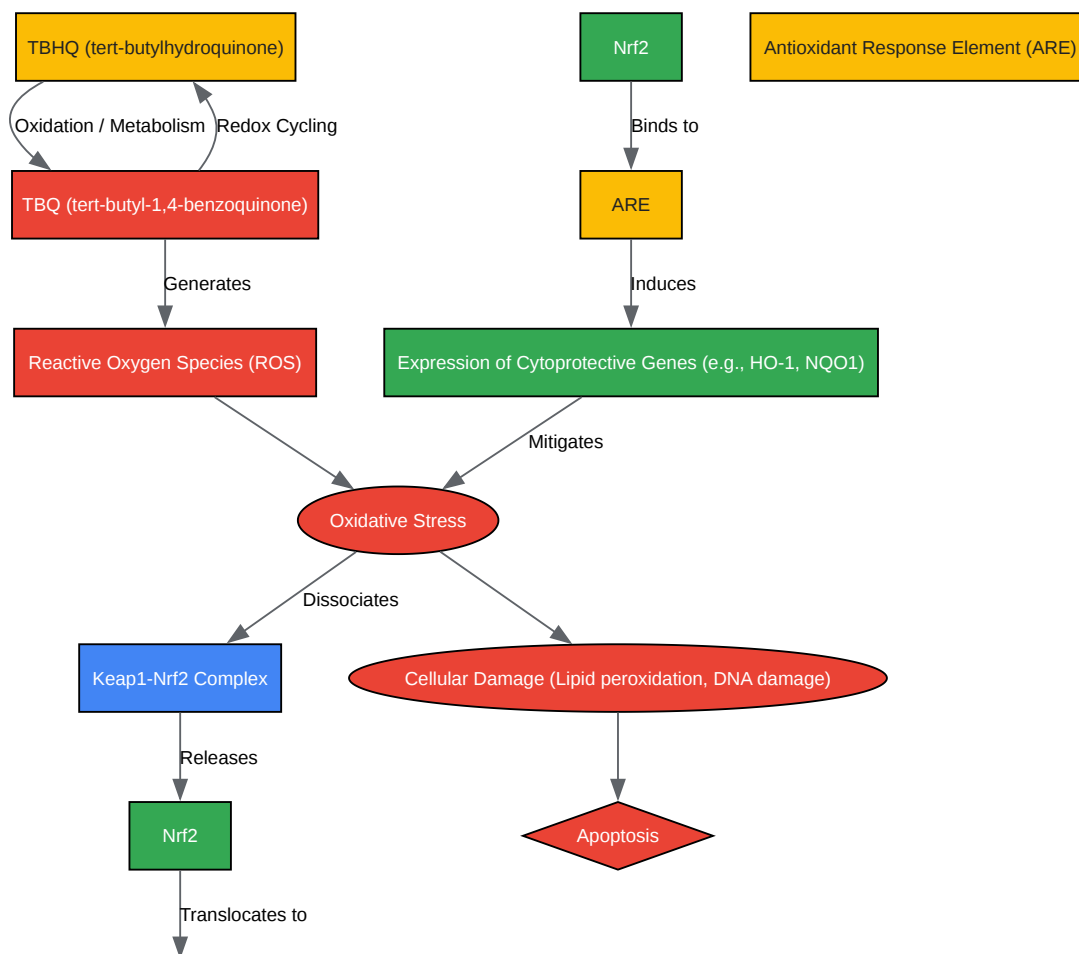 TBHQ (tert-butylhydroquinone)
Nrf2
Antioxidant Response Element (ARE)
Oxidation / Metabolism
Redox Cycling
Binds to
TBQ (tert-butyl-1,4-benzoquinone)
ARE
Generates
Induces
Reactive Oxygen Species (ROS)
Expression of Cytoprotective Genes (e.g., HO-1, NQO1)
Mitigates
Oxidative Stress
Dissociates
Keap1-Nrf2 Complex
Cellular Damage (Lipid peroxidation, DNA damage)
Releases
Nrf2
Apoptosis
Translocates to